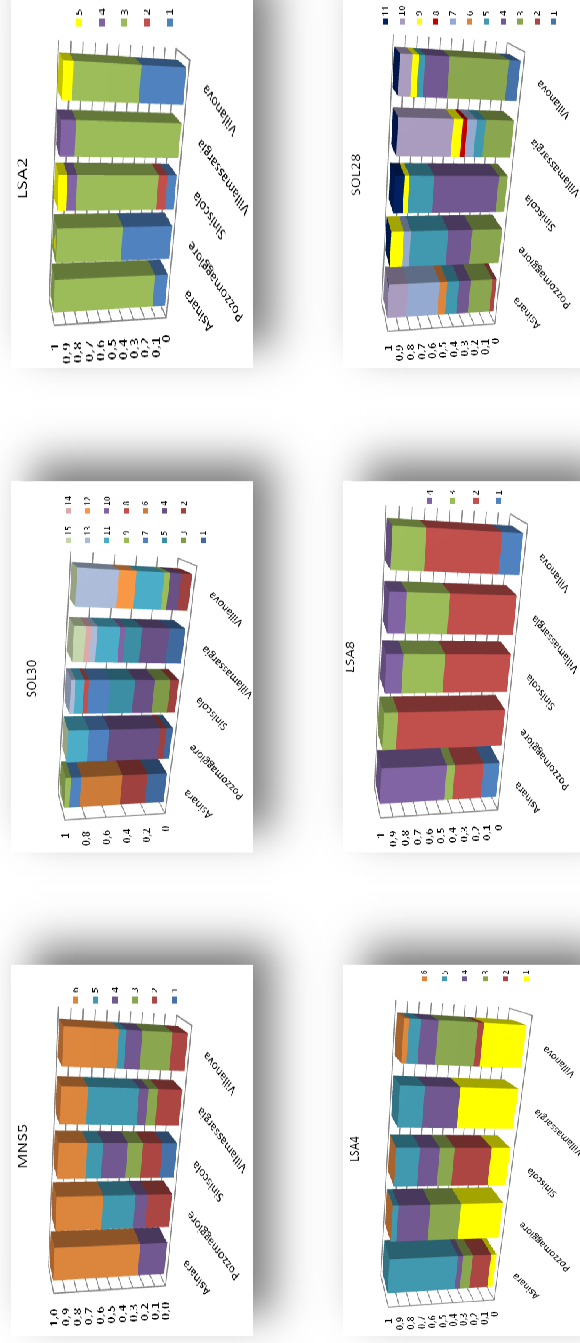 MNS5
1.0
0.9
0.8
0.7
0.6
0.5
0.4
0.3
0.2
0.1
0.0
Asinara
Pozzomaggiore
Siniscola
Villamassargia
Villanova
6
5
4
3
2
1
SOL30
1
0,8
0,6
0,4
0,2
0
Asinara
Pozzomaggiore
Siniscola
Villamassargia
Villanova
15 14
13 12
11 10
9 8
7 6
5 4
3 2
1
LSA2
1
0,9
0,8
0,7
0,6
0,5
0,4
0,3
0,2
0,1
0
Asinara
Pozzomaggiore
Siniscola
Villamassargia
Villanova
5
4
3
2
1
LSA4
1
0,9
0,8
0,7
0,6
0,5
0,4
0,3
0,2
0,1
0
Asinara
Pozzomaggiore
Siniscola
Villamassargia
Villanova
6
5
4
3
2
1
LSA8
1
0,9
0,8
0,7
0,6
0,5
0,4
0,3
0,2
0,1
0
Asinara
Pozzomaggiore
Siniscola
Villamassargia
Villanova
4
3
2
1
SOL28
1
0,9
0,8
0,7
0,6
0,5
0,4
0,3
0,2
0,1
0
Asinara
Pozzomaggiore
Siniscola
Villamassargia
Villanova
11
10
9
8
7
6
5
4
3
2
1